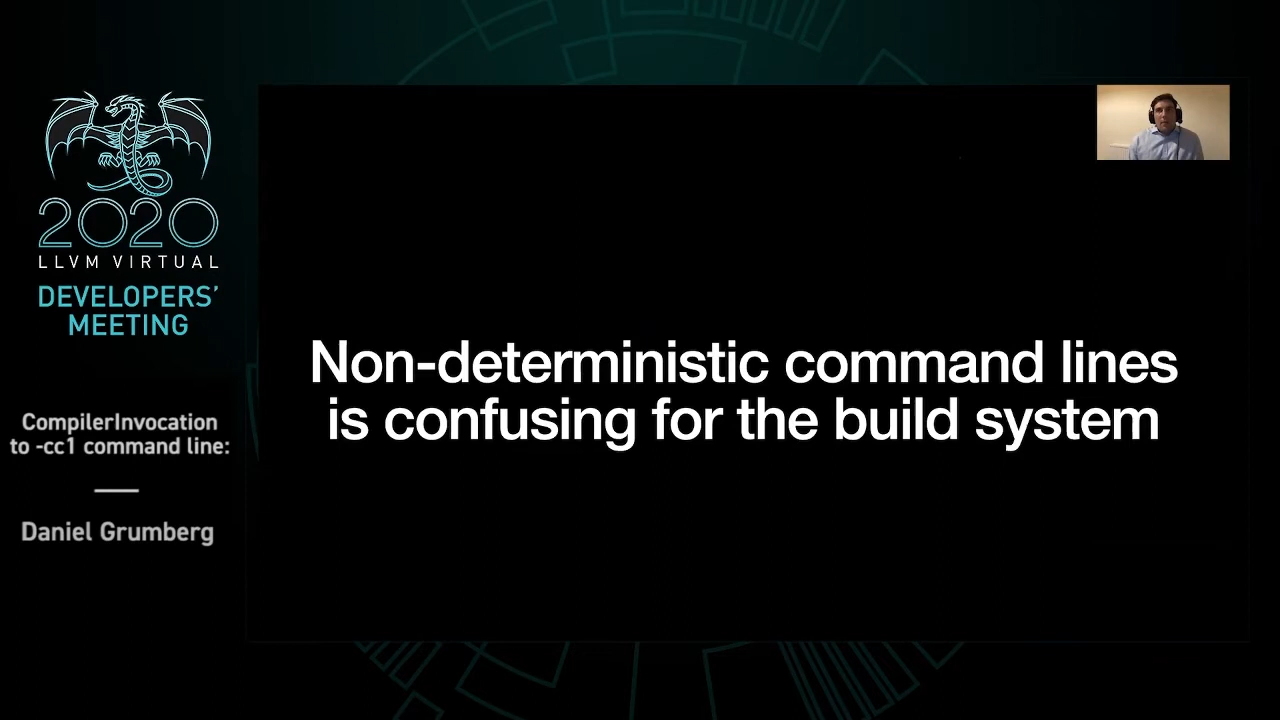 2020
LLVM VIRTUAL
DEVELOPERS'
MEETING
CompilerInvocation
to -cc1 command line:
Daniel Grumberg
Non-deterministic command lines
is confusing for the build system